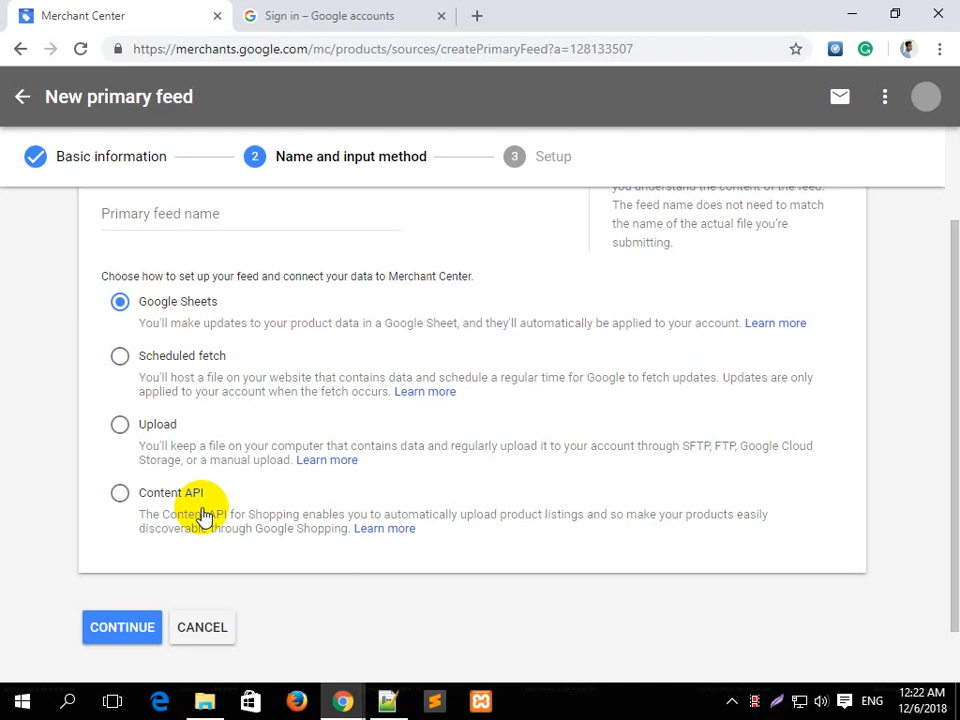 Merchant Center
Sign in – Google accounts
https://merchants.google.com/mc/products/sources/createPrimaryFeed?a=128133507
New primary feed
Basic information
2
Name and input method
3
Setup
you understand the content of the feed.
The feed name does not need to match
the name of the actual file you're
submitting.
Primary feed name
Choose how to set up your feed and connect your data to Merchant Center.
Google Sheets
You'll make updates to your product data in a Google Sheet, and they'll automatically be applied to your account. Learn more
Scheduled fetch
You'll host a file on your website that contains data and schedule a regular time for Google to fetch updates. Updates are only
applied to your account when the fetch occurs. Learn more
Upload
You'll keep a file on your computer that contains data and regularly upload it to your account through SFTP, FTP, Google Cloud
Storage, or a manual upload. Learn more
Content API
The Content API for Shopping enables you to automatically upload product listings and so make your products easily
discoverable through Google Shopping. Learn more
CONTINUE
CANCEL
ENG
12:22 AM
12/6/2018